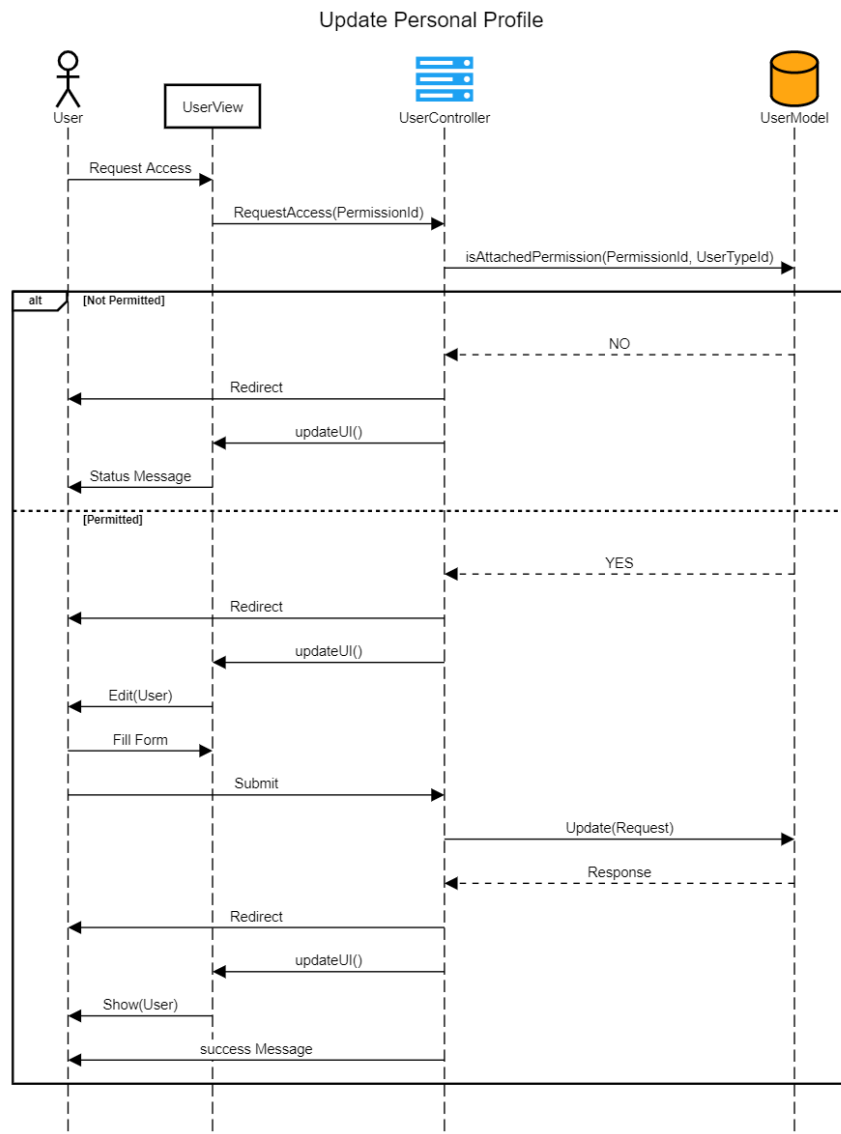 Update Personal Profile
User
UserView
UserController
UserModel
Request Access
RequestAccess(PermissionId)
isAttachedPermission(PermissionId, UserTypeId)
alt
[Not Permitted]
NO
Redirect
updateUI()
Status Message
[Permitted]
YES
Redirect
updateUI()
Edit(User)
Fill Form
Submit
Update(Request)
Response
Redirect
updateUI()
Show(User)
success Message